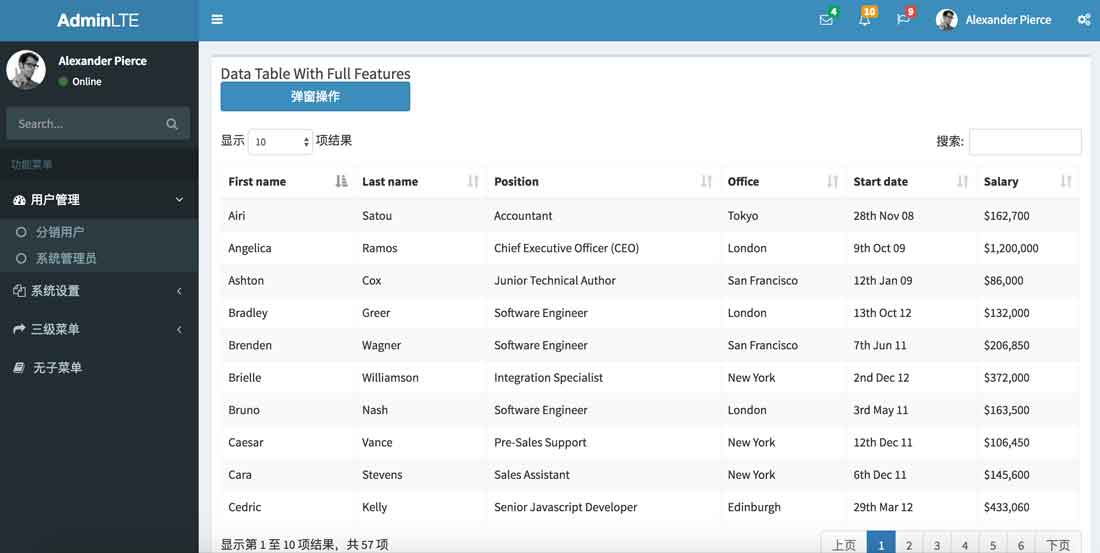 AdminLTE
4 10 9 Alexander Pierce
Alexander Pierce
Online
Search...
功能菜单
用户管理
分销用户
系统管理员
系统设置
三级菜单
无子菜单
Data Table With Full Features
弹窗操作
显示 10 项结果 搜索:
First name Last name Position Office Start date Salary
Airi Satou Accountant Tokyo 28th Nov 08 $162,700
Angelica Ramos Chief Executive Officer (CEO) London 9th Oct 09 $1,200,000
Ashton Cox Junior Technical Author San Francisco 12th Jan 09 $86,000
Bradley Greer Software Engineer London 13th Oct 12 $132,000
Brenden Wagner Software Engineer San Francisco 7th Jun 11 $206,850
Brielle Williamson Integration Specialist New York 2nd Dec 12 $372,000
Bruno Nash Software Engineer London 3rd May 11 $163,500
Caesar Vance Pre-Sales Support New York 12th Dec 11 $106,450
Cara Stevens Sales Assistant New York 6th Dec 11 $145,600
Cedric Kelly Senior Javascript Developer Edinburgh 29th Mar 12 $433,060
显示第 1 至 10 项结果，共 57 项 上页 1 2 3 4 5 6 下页